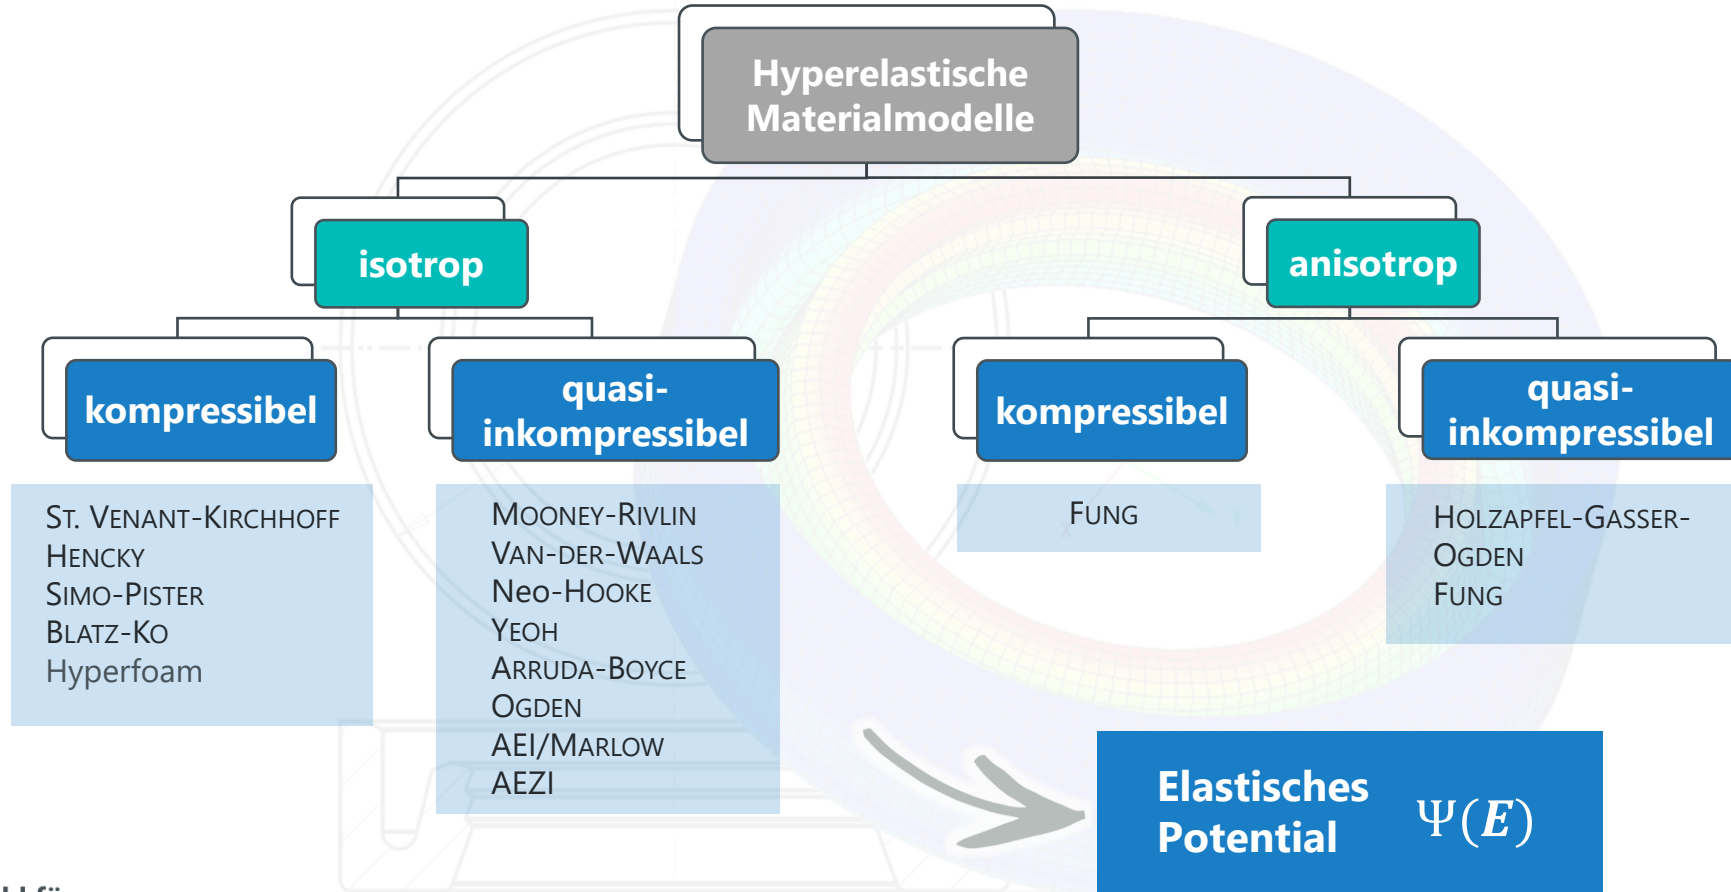 Hyperelastische
Materialmodelle
isotrop
anisotrop
kompressibel
quasi-
inkompressibel
kompressibel
quasi-
inkompressibel
ST. VENANT-KIRCHHOFF
HENCKY
SIMO-PISTER
BLATZ-KO
Hyperfoam
MOONEY-RIVLIN
VAN-DER-WAALS
Neo-HOOKE
YEOH
ARRUDA-BOYCE
OGDEN
AEI/MARLOW
AEZI
FUNG
HOLZAPFEL-GASSER-
OGDEN
FUNG
Elastisches
Potential
Ψ(E)